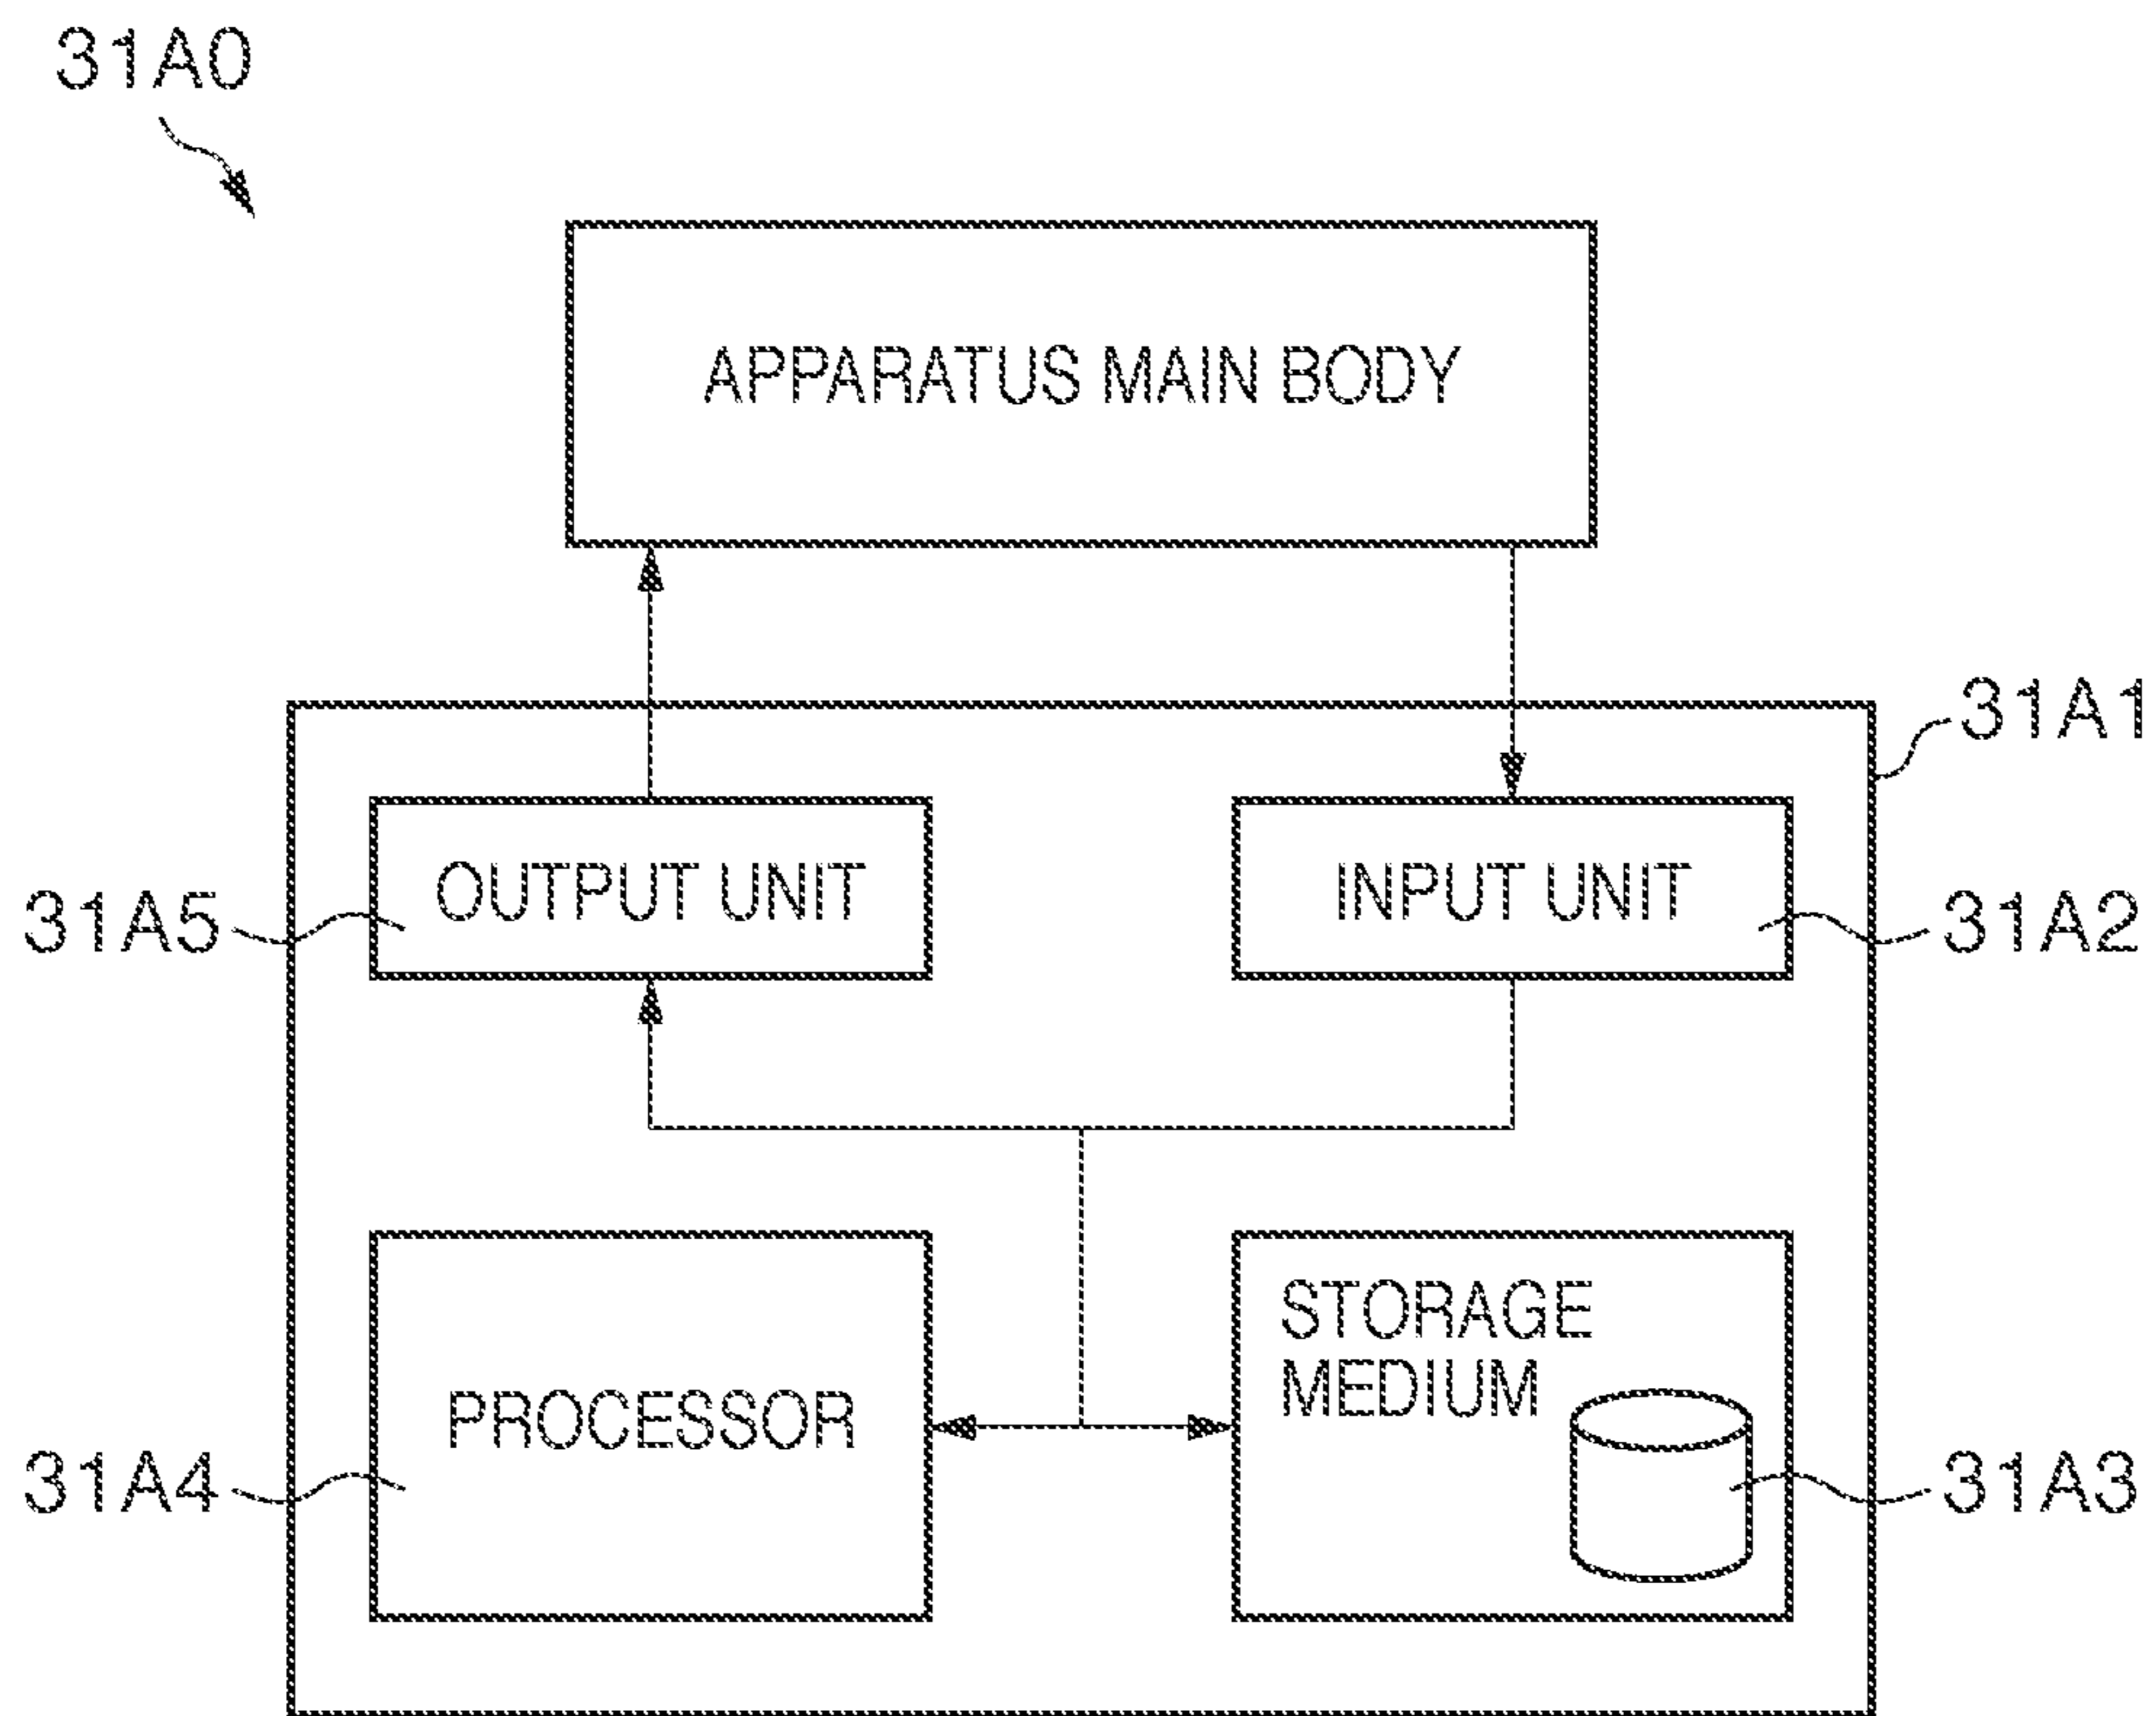 31A0
APPARATUS MAIN BODY
31A1
OUTPUT UNIT
INPUT UNIT
31A5
31A2
STORAGE
MEDIUM
PROCESSOR
31A4
31A3